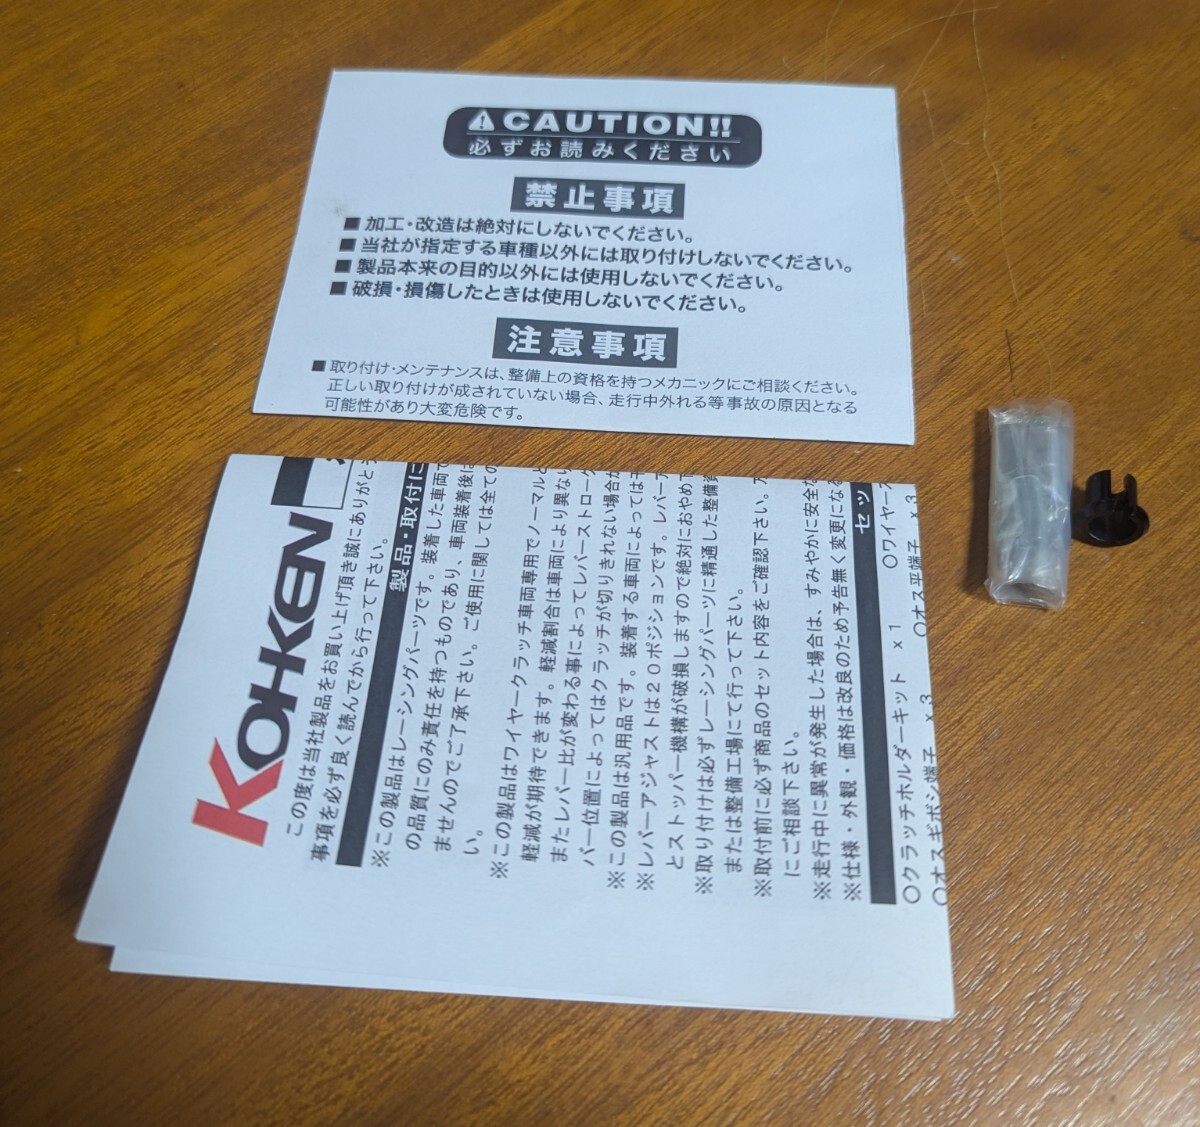 CAUTION!!
必ずお読みください
禁止事項
■ 加工・改造は絶対にしないでください。
■ 当社が指定する車種以外には取り付けしないでください。
■ 製品本来の目的以外には使用しないでください。
■ 破損・損傷したときは使用しないでください。
注意事項
■ 取り付け・メンテナンスは、整備上の資格を持つメカニックにご相談ください。
正しい取り付けが成されていない場合、走行中外れる等事故の原因となる
可能性があり大変危険です。
KOHKEN
この度は当社製品をお買い上げ頂き誠にありがとう
事項を必ず良く読んでから行って下さい。
製品・取付に
※この製品はレーシングパーツです。装着した車両で
の品質にのみ責任を持つものであり、車両装着後は
ませんのでご了承下さい。ご使用に関しては全ての
い。
※この製品はワイヤークラッチ車両専用でノーマルと
軽減が期待できます。軽減割合は車両により異なり
またレバー比が変わる事によってレバーストローク
バー位置によってはクラッチが切りきれない場合が
※この製品は汎用品です。装着する車両によっては干
※レバーアジャストは20ポジションです。レバーア
とストッパー機構が破損しますので絶対におやめ下
※取り付けは必ずレーシングパーツに精通した整備資
または整備工場にて行って下さい。
※取付前に必ず商品のセット内容をご確認下さい。万
にご相談下さい。
※走行中に異常が発生した場合は、すみやかに安全な
※仕様・外観・価格は改良のため予告無く変更になる
セッ
○クラッチホルダーキット ×1 ○ワイヤース
○オスギボシ端子 ×3 ○オス平端子 ×3